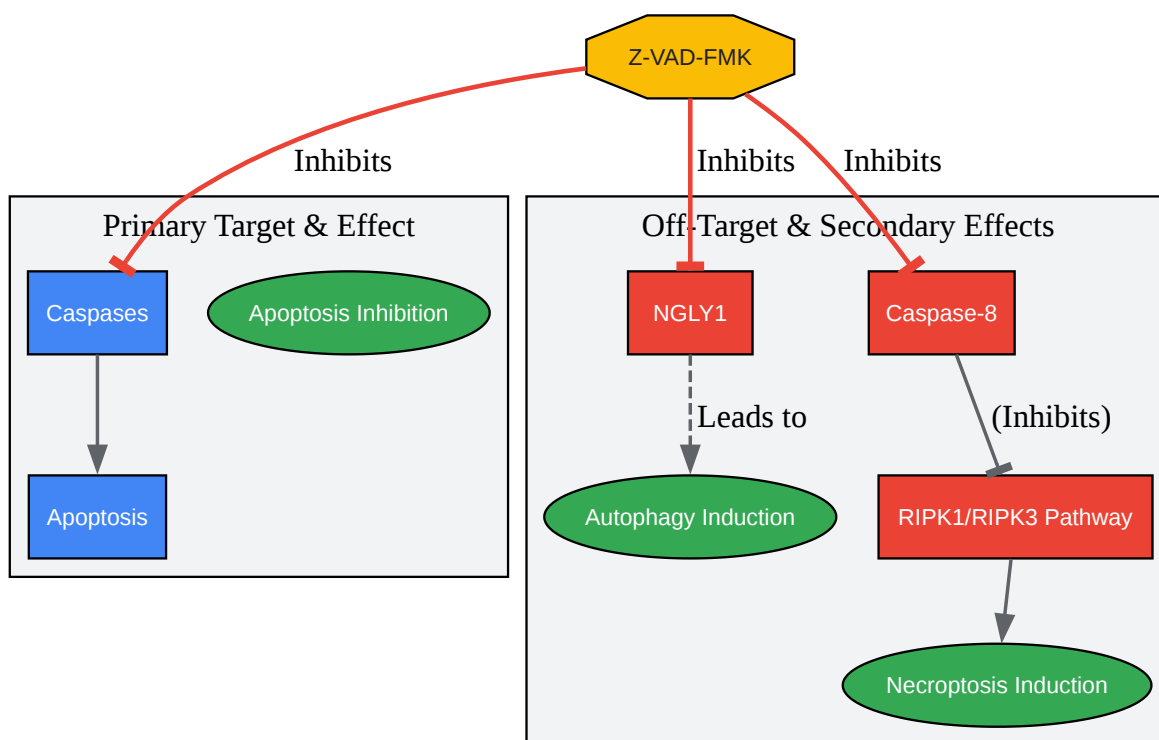 Z-VAD-FMK
Inhibits
Inhibits
Inhibits
Primary Target & Effect
Off-Target & Secondary Effects
Caspases
Apoptosis Inhibition
NGLY1
Caspase-8
Leads to
(Inhibits)
Apoptosis
Autophagy Induction
RIPK1/RIPK3 Pathway
Necroptosis Induction